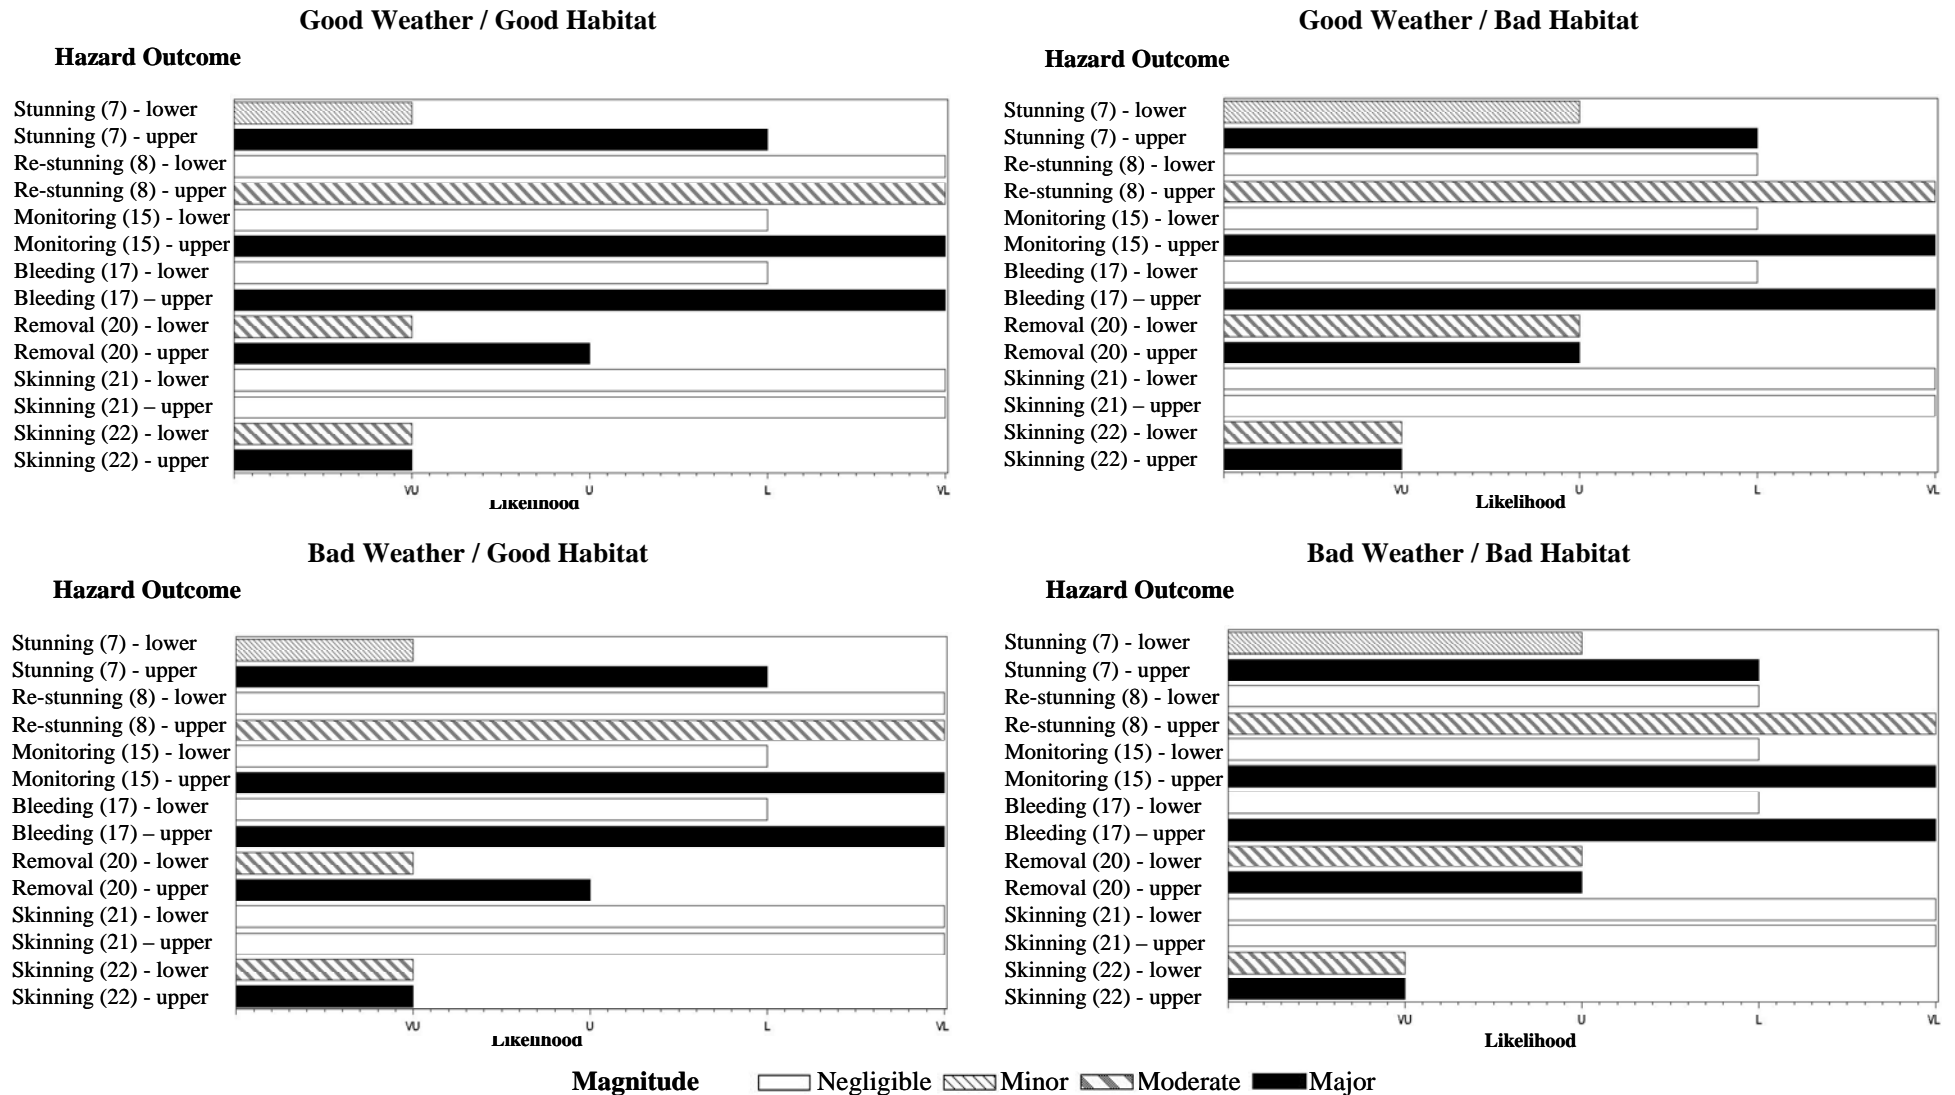 Good Weather / Good Habitat
Hazard Outcome
Stunning (7) - lower
Stunning (7) - upper
Re-stunning (8) - lower
Re-stunning (8) - upper
Monitoring (15) - lower
Monitoring (15) - upper
Bleeding (17) - lower
Bleeding (17) – upper
Removal (20) - lower
Removal (20) - upper
Skinning (21) - lower
Skinning (21) – upper
Skinning (22) - lower
Skinning (22) - upper
VU U L VL
Likelihood
Good Weather / Bad Habitat
Hazard Outcome
Stunning (7) - lower
Stunning (7) - upper
Re-stunning (8) - lower
Re-stunning (8) - upper
Monitoring (15) - lower
Monitoring (15) - upper
Bleeding (17) - lower
Bleeding (17) – upper
Removal (20) - lower
Removal (20) - upper
Skinning (21) - lower
Skinning (21) – upper
Skinning (22) - lower
Skinning (22) - upper
VU U L VL
Likelihood
Bad Weather / Good Habitat
Hazard Outcome
Stunning (7) - lower
Stunning (7) - upper
Re-stunning (8) - lower
Re-stunning (8) - upper
Monitoring (15) - lower
Monitoring (15) - upper
Bleeding (17) - lower
Bleeding (17) – upper
Removal (20) - lower
Removal (20) - upper
Skinning (21) - lower
Skinning (21) – upper
Skinning (22) - lower
Skinning (22) - upper
VU U L VL
Likelihood
Bad Weather / Bad Habitat
Hazard Outcome
Stunning (7) - lower
Stunning (7) - upper
Re-stunning (8) - lower
Re-stunning (8) - upper
Monitoring (15) - lower
Monitoring (15) - upper
Bleeding (17) - lower
Bleeding (17) – upper
Removal (20) - lower
Removal (20) - upper
Skinning (21) - lower
Skinning (21) – upper
Skinning (22) - lower
Skinning (22) - upper
VU U L VL
Likelihood
Magnitude Negligible Minor Moderate Major